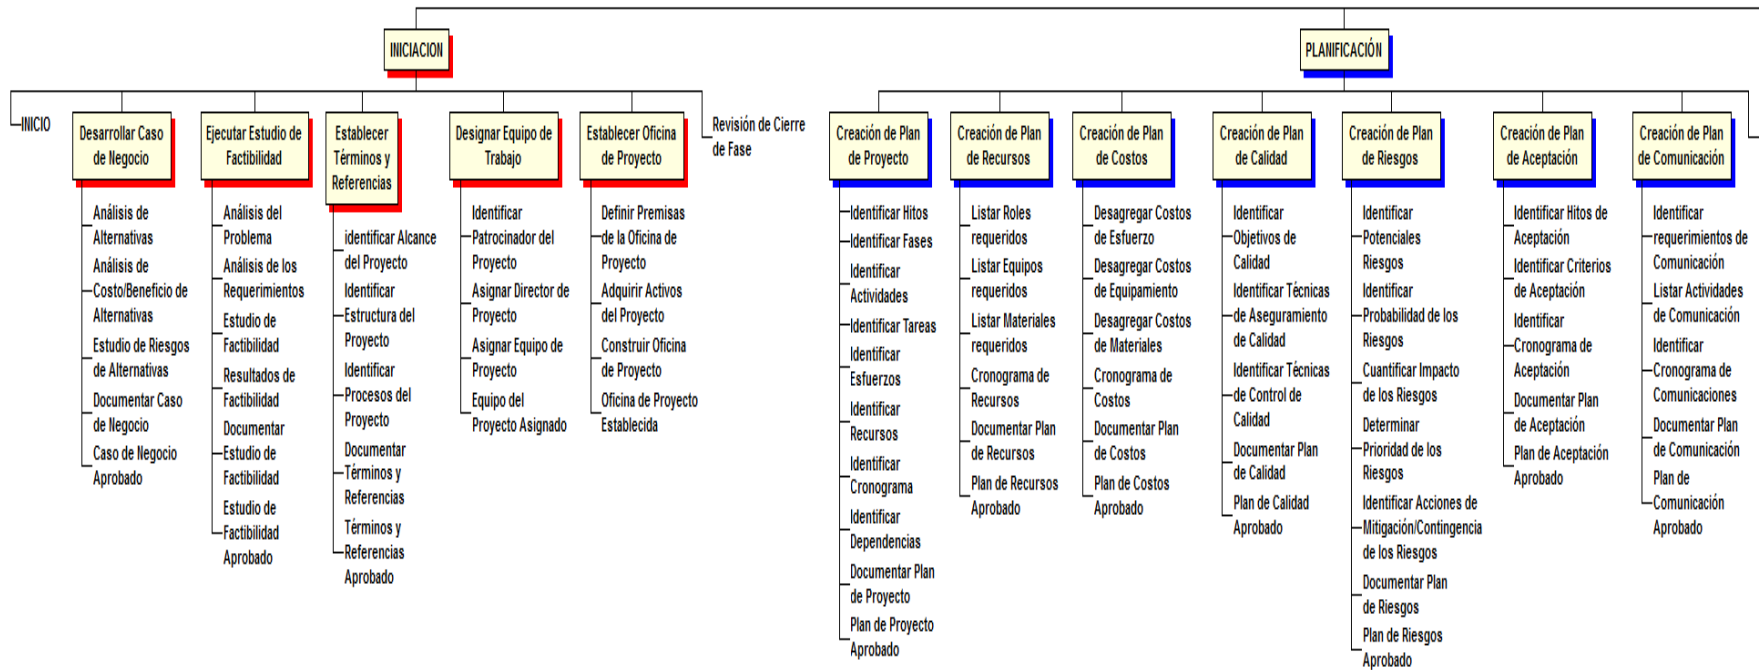 INICIACION
PLANIFICACIÓN
INICIO
Desarrollar Caso
de Negocio
Análisis de
Alternativas
Análisis de
Costo/Beneficio de
Alternativas
Estudio de Riesgos
de Alternativas
Documentar Caso
de Negocio
Caso de Negocio
Aprobado
Ejecutar Estudio de
Factibilidad
Análisis del
Problema
Análisis de los
Requerimientos
Estudio de
Factibilidad
Resultados de
Factibilidad
Documentar
Estudio de
Factibilidad
Estudio de
Factibilidad
Aprobado
Establecer
Términos y
Referencias
identificar Alcance
del Proyecto
Identificar
Estructura del
Proyecto
Identificar
Procesos del
Proyecto
Documentar
Términos y
Referencias
Términos y
Referencias
Aprobado
Designar Equipo de
Trabajo
Identificar
Patrocinador del
Proyecto
Asignar Director de
Proyecto
Asignar Equipo de
Proyecto
Equipo del
Proyecto Asignado
Establecer Oficina
de Proyecto
Definir Premisas
de la Oficina de
Proyecto
Adquirir Activos
del Proyecto
Construir Oficina
de Proyecto
Oficina de Proyecto
Establecida
Revisión de Cierre
de Fase
Creación de Plan
de Proyecto
Identificar Hitos
Identificar Fases
Identificar
Actividades
Identificar Tareas
Identificar
Esfuerzos
Identificar
Recursos
Identificar
Cronograma
Identificar
Dependencias
Documentar Plan
de Proyecto
Plan de Proyecto
Aprobado
Creación de Plan
de Recursos
Listar Roles
requeridos
Listar Equipos
requeridos
Listar Materiales
requeridos
Cronograma de
Recursos
Documentar Plan
de Recursos
Plan de Recursos
Aprobado
Creación de Plan
de Costos
Desagregar Costos
de Esfuerzo
Desagregar Costos
de Equipamiento
Desagregar Costos
de Materiales
Cronograma de
Costos
Documentar Plan
de Costos
Plan de Costos
Aprobado
Creación de Plan
de Calidad
Identificar
Objetivos de
Calidad
Identificar Técnicas
de Aseguramiento
de Calidad
Identificar Técnicas
de Control de
Calidad
Documentar Plan
de Calidad
Plan de Calidad
Aprobado
Creación de Plan
de Riesgos
Identificar
Potenciales
Riesgos
Identificar
Probabilidad de los
Riesgos
Cuantificar Impacto
de los Riesgos
Determinar
Prioridad de los
Riesgos
Identificar Acciones de
Mitigación/Contingencia
de los Riesgos
Documentar Plan
de Riesgos
Plan de Riesgos
Aprobado
Creación de Plan
de Aceptación
Identificar Hitos de
Aceptación
Identificar Criterios
de Aceptación
Identificar
Cronograma de
Aceptación
Documentar Plan
de Aceptación
Plan de Aceptación
Aprobado
Creación de Plan
de Comunicación
Identificar
requerimientos de
Comunicación
Listar Actividades
de Comunicación
Identificar
Cronograma de
Comunicaciones
Documentar Plan
de Comunicación
Plan de
Comunicación
Aprobado